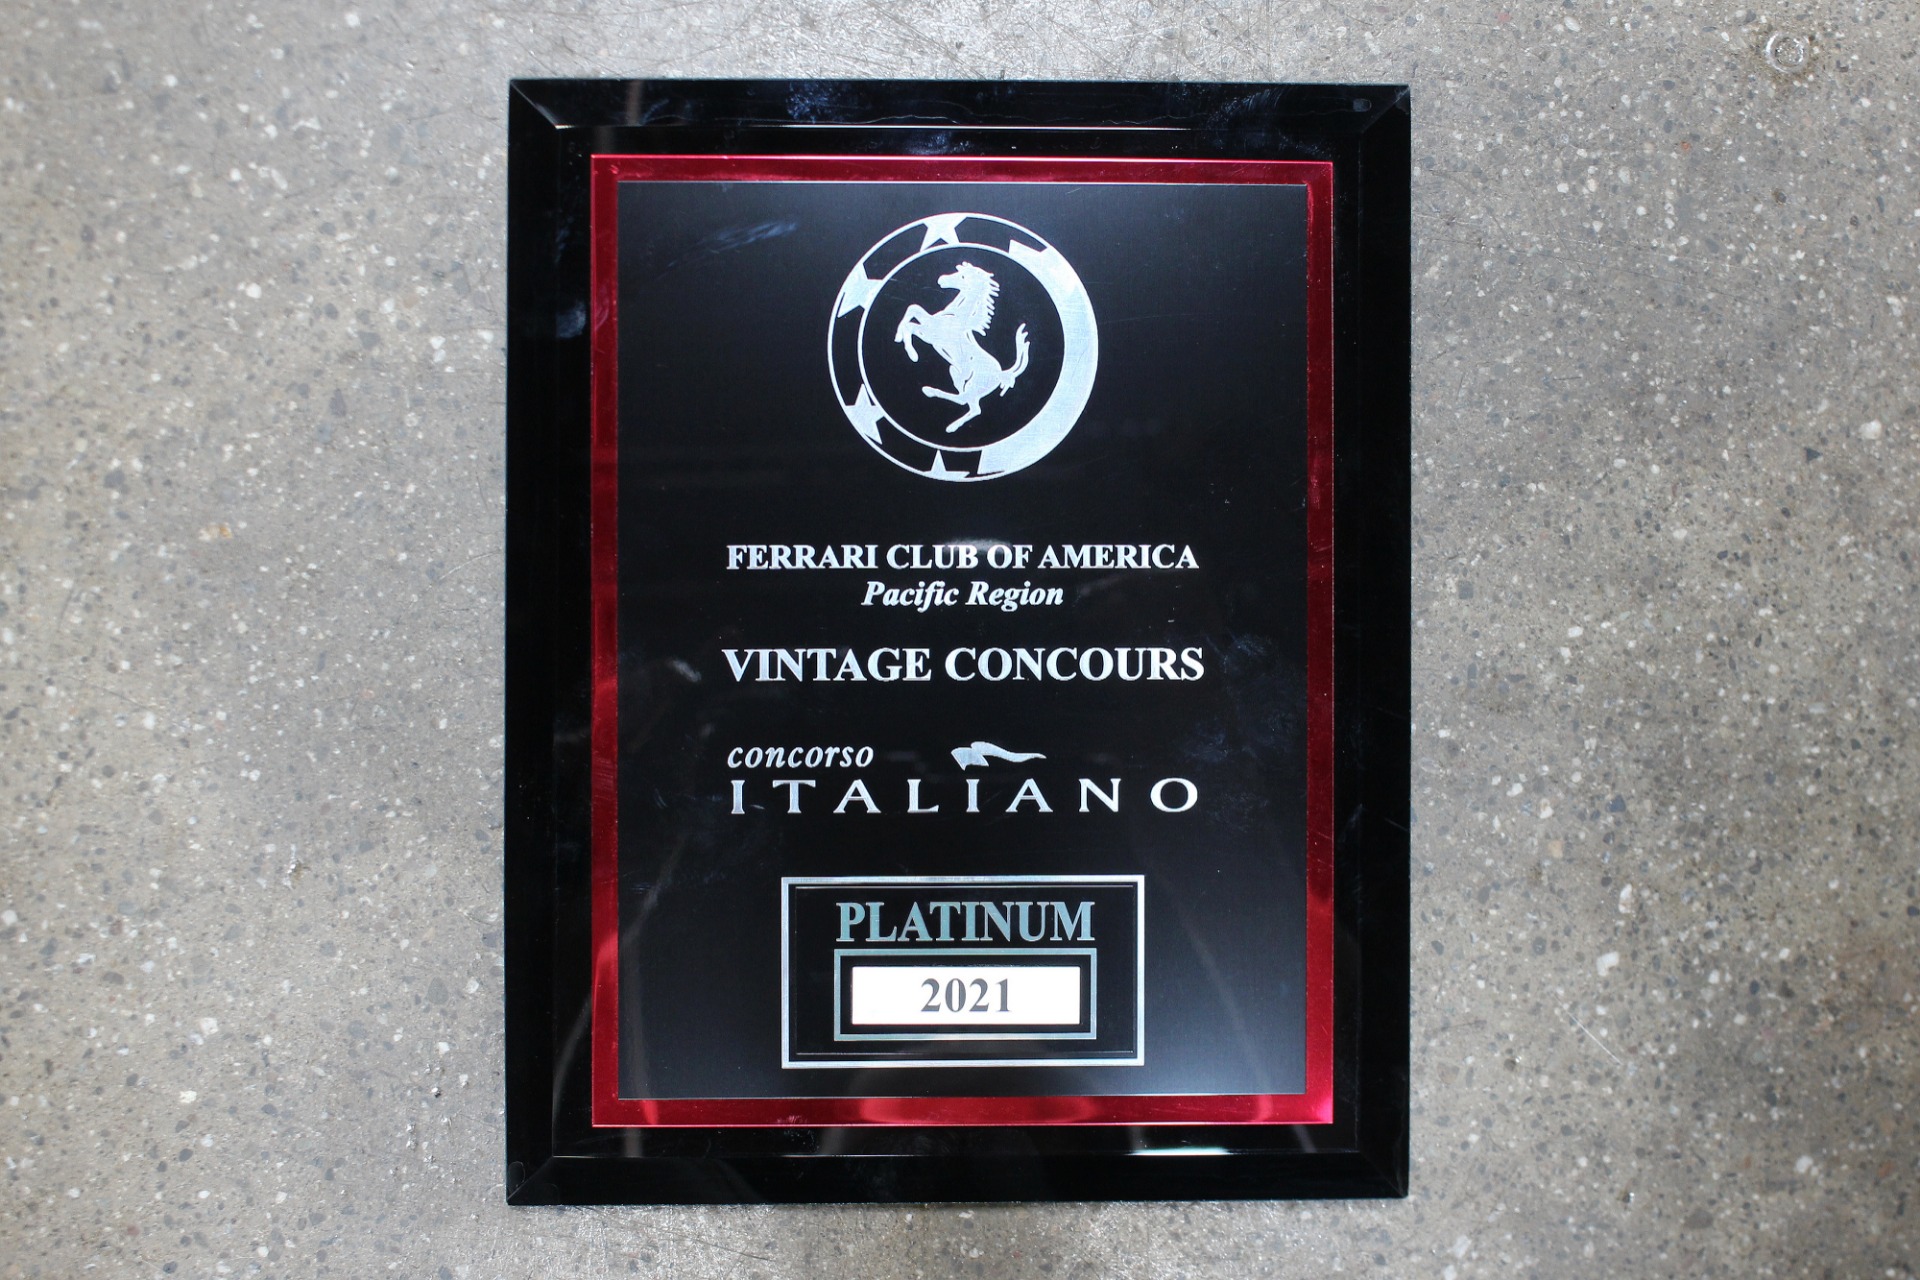 FERRARI CLUB OF AMERICA
Pacific Region
VINTAGE CONCOURS
concorso
ITALIANO
PLATINUM
2021